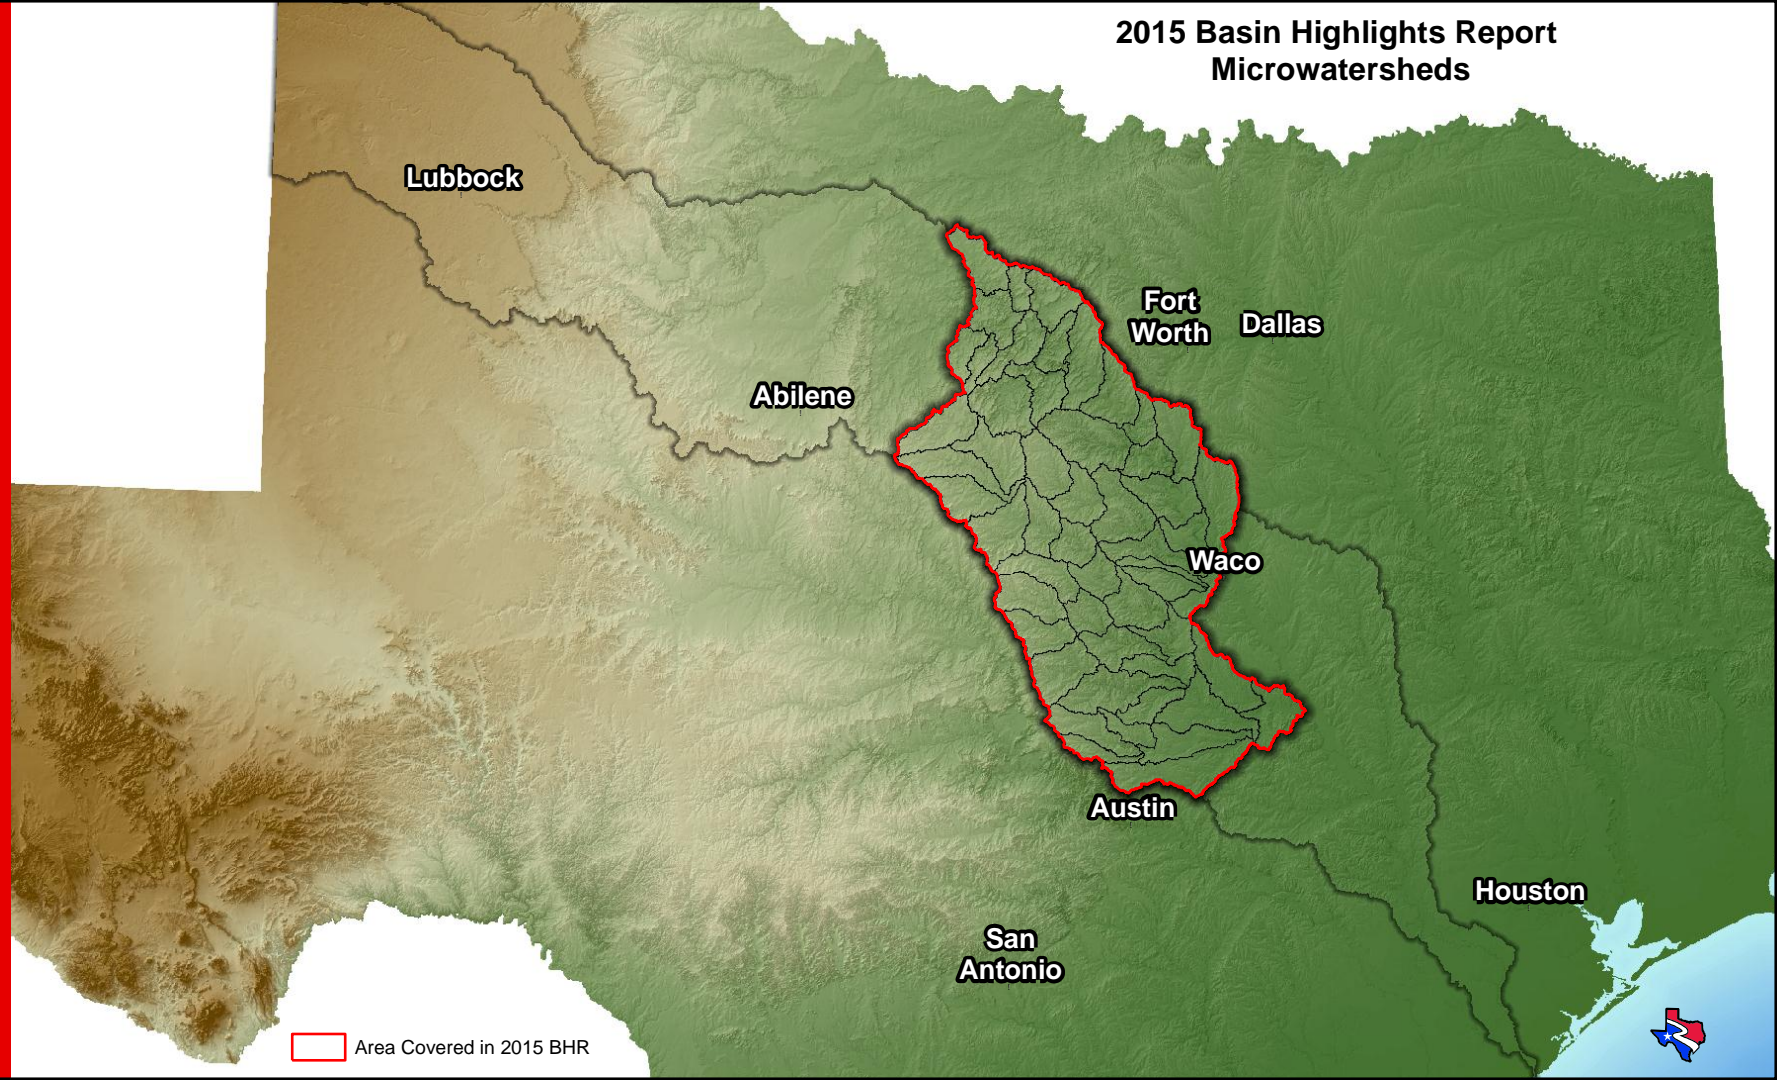 2015 Basin Highlights Report
Microwatersheds
Lubbock
Fort
Worth
Dallas
Abilene
Waco
Austin
Houston
San
Antonio
Area Covered in 2015 BHR